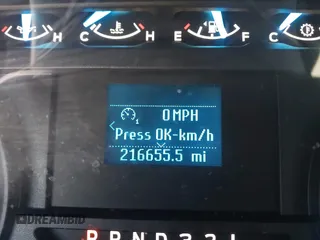 H C H E F C
0 MPH
Press OK-km/h
216655.5 mi
P R N D 3 2 1
DREAMBID